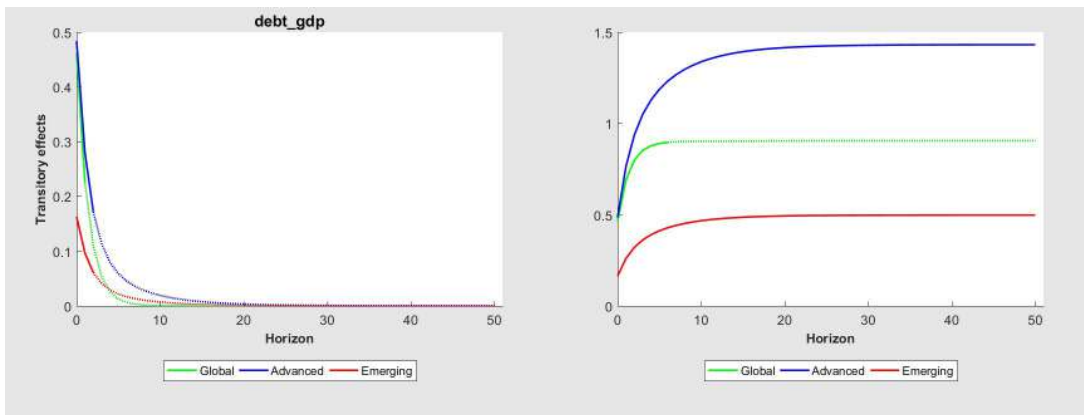 debt_gdp
Transitory effects
0.5
0.4
0.3
0.2
0.1
0
0 10 20 30 40 50
Horizon
Global Advanced Emerging
1.5
1
0.5
0
0 10 20 30 40 50
Horizon
Global Advanced Emerging